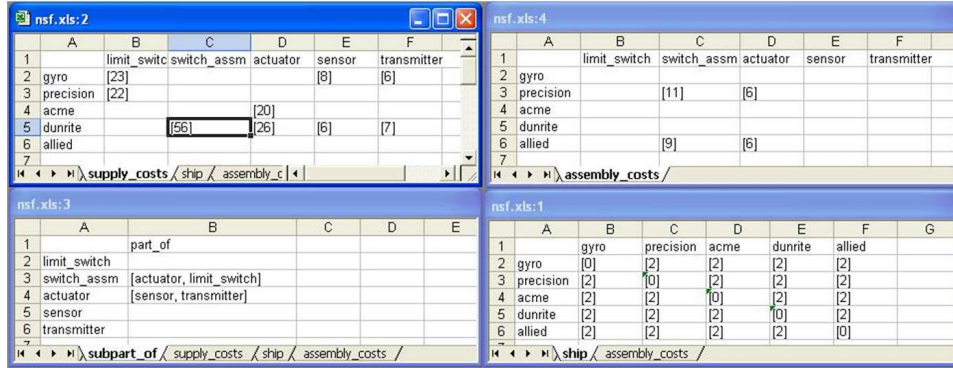 nsf.xls:2
A B C D E F
1 limit_switc switch_assm actuator sensor transmitter
2 gyro [23] [8] [6]
3 precision [22]
4 acme [20]
5 dunrite [56] [26] [6] [7]
6 allied
7
supply_costs ship assembly_c
nsf.xls:4
A B C D E F
1 limit_switch switch_assm actuator sensor transmitter
2 gyro
3 precision [11] [6]
4 acme
5 dunrite
6 allied [9] [6]
7
assembly_costs
nsf.xls:3
A B C D E
1 part_of
2 limit_switch
3 switch_assm [actuator, limit_switch]
4 actuator [sensor, transmitter]
5 sensor
6 transmitter
7
subpart_of supply_costs ship assembly_costs
nsf.xls:1
A B C D E F G
1 gyro precision acme dunrite allied
2 gyro [0] [2] [2] [2] [2]
3 precision [2] [0] [2] [2] [2]
4 acme [2] [2] [0] [2] [2]
5 dunrite [2] [2] [2] [0] [2]
6 allied [2] [2] [2] [2] [0]
7
ship assembly_costs